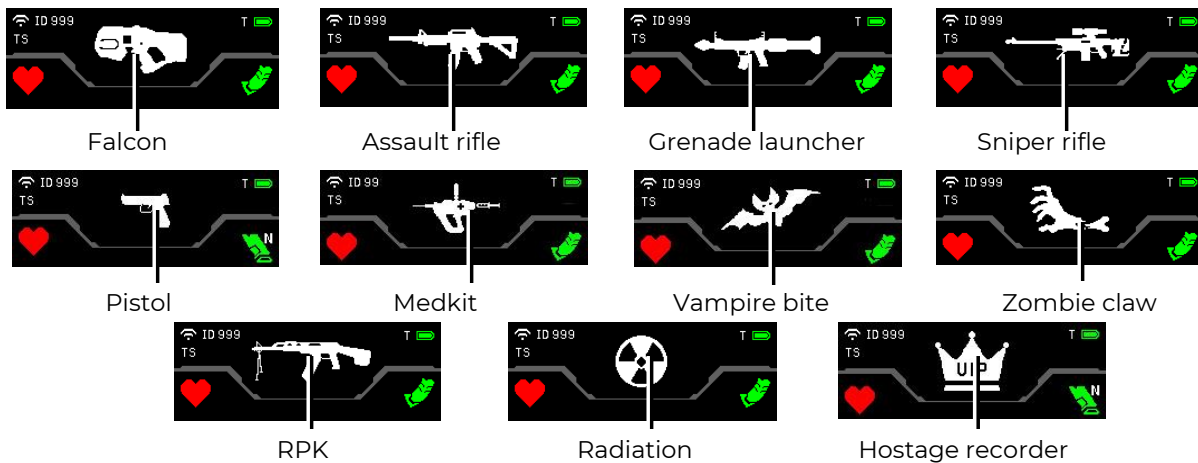 ID 999 T
TS
Falcon
ID 999 T
TS
Assault rifle
ID 999 T
TS
Grenade launcher
ID 999 T
TS
Sniper rifle
ID 999 T
TS
N
Pistol
ID 99 T
TS
Medkit
ID 999 T
TS
Vampire bite
ID 999 T
TS
Zombie claw
ID 999 T
TS
RPK
ID 999 T
TS
Radiation
ID 999 T
TS
VIP
N
Hostage recorder